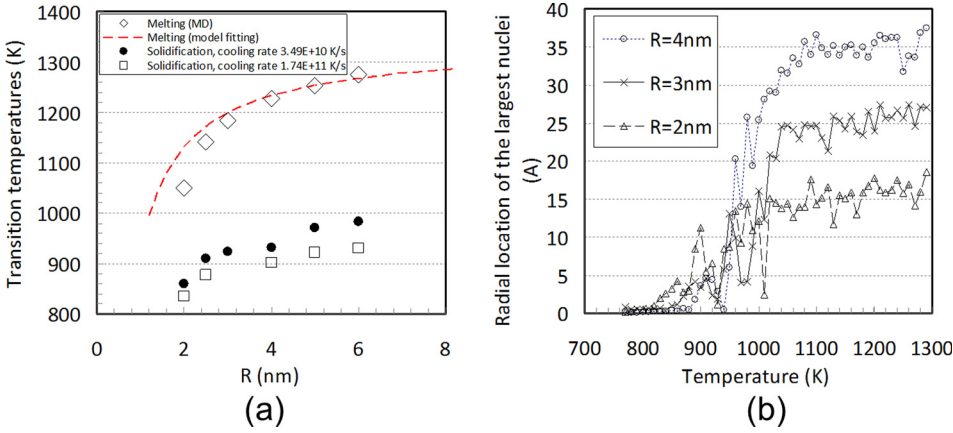 Transition temperatures (K)
1400
1300
1200
1100
1000
900
800
Melting (MD)
Melting (model fitting)
Solidification, cooling rate 3.49E+10 K/s
Solidification, cooling rate 1.74E+11 K/s
0 2 4 6 8
R (nm)
(a)
Radial location of the largest nuclei
(A)
40
35
30
25
20
15
10
5
0
R=4nm
R=3nm
R=2nm
700 800 900 1000 1100 1200 1300
Temperature (K)
(b)